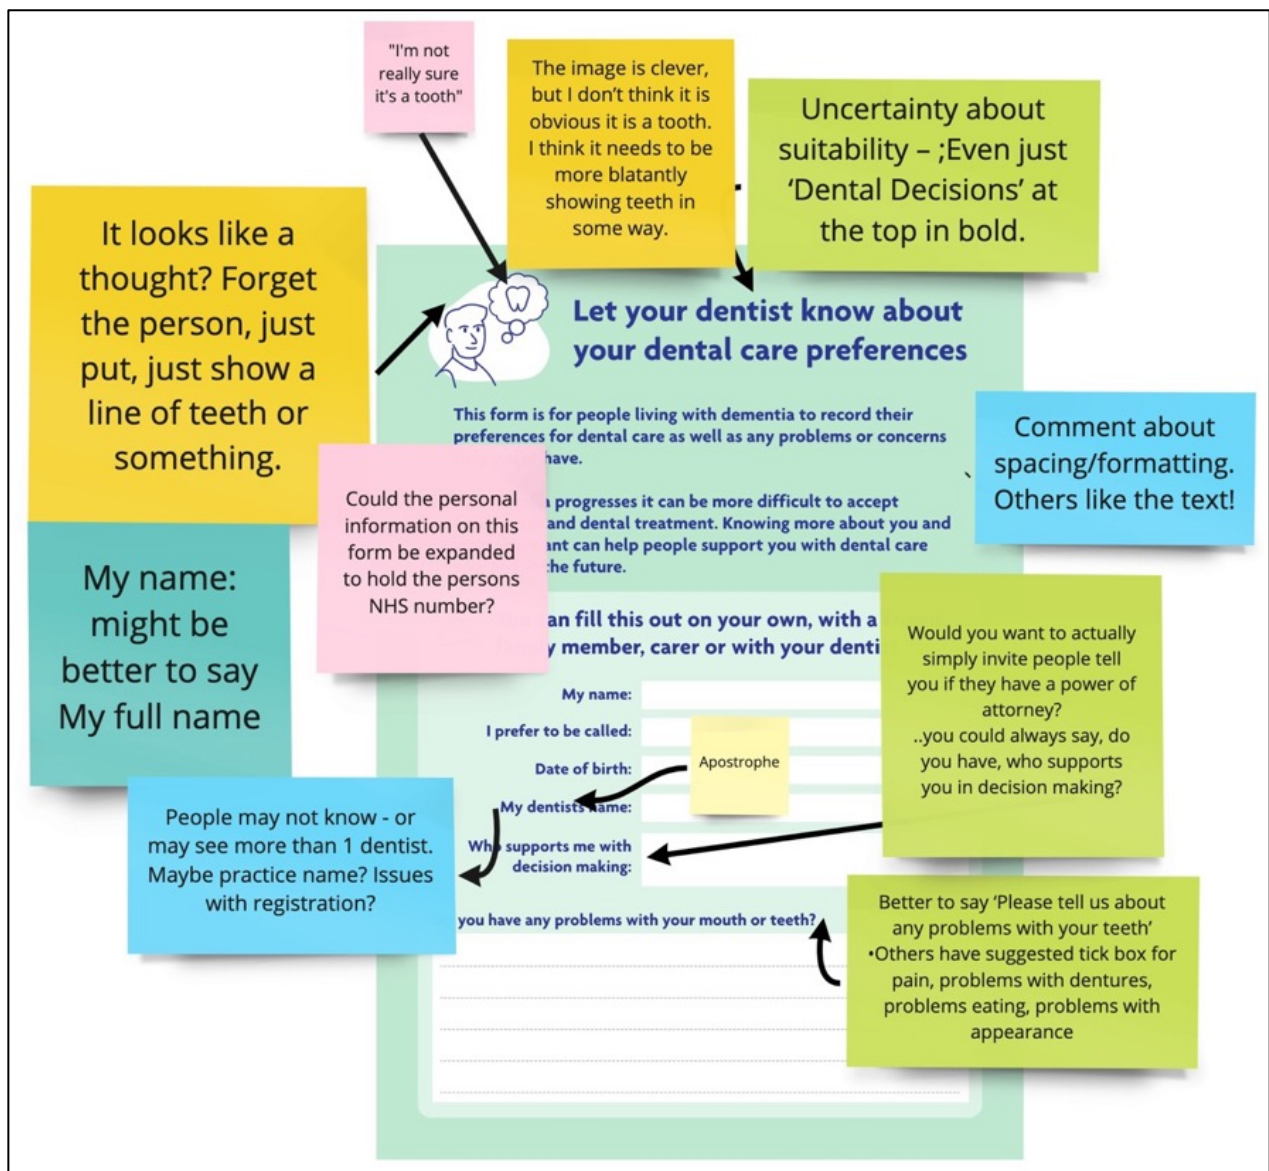 "I'm not
really sure
it's a tooth"
The image is clever,
but I don't think it is
obvious it is a tooth.
I think it needs to be
more blatantly
showing teeth in
some way.
Uncertainty about
suitability – ;Even just
'Dental Decisions' at
the top in bold.
It looks like a
thought? Forget
the person, just
put, just show a
line of teeth or
something.
Let your dentist know about
your dental care preferences
This form is for people living with dementia to record their
preferences for dental care as well as any problems or concerns
have.
progresses it can be more difficult to accept
and dental treatment. Knowing more about you and
can help people support you with dental care
the future.
Comment about
spacing/formatting.
Others like the text!
Could the personal
information on this
form be expanded
to hold the persons
NHS number?
My name:
might be
better to say
My full name
can fill this out on your own, with a
member, carer or with your
Would you want to actually
simply invite people tell
you if they have a power of
attorney?
..you could always say, do
you have, who supports
you in decision making?
My name:
I prefer to be called:
Date of birth:
Apostrophe
My dentists name:
Who supports me with
decision making:
People may not know - or
may see more than 1 dentist.
Maybe practice name? Issues
with registration?
you have any problems with your mouth or teeth?
Better to say 'Please tell us about
any problems with your teeth'
•Others have suggested tick box for
pain, problems with dentures,
problems eating, problems with
appearance